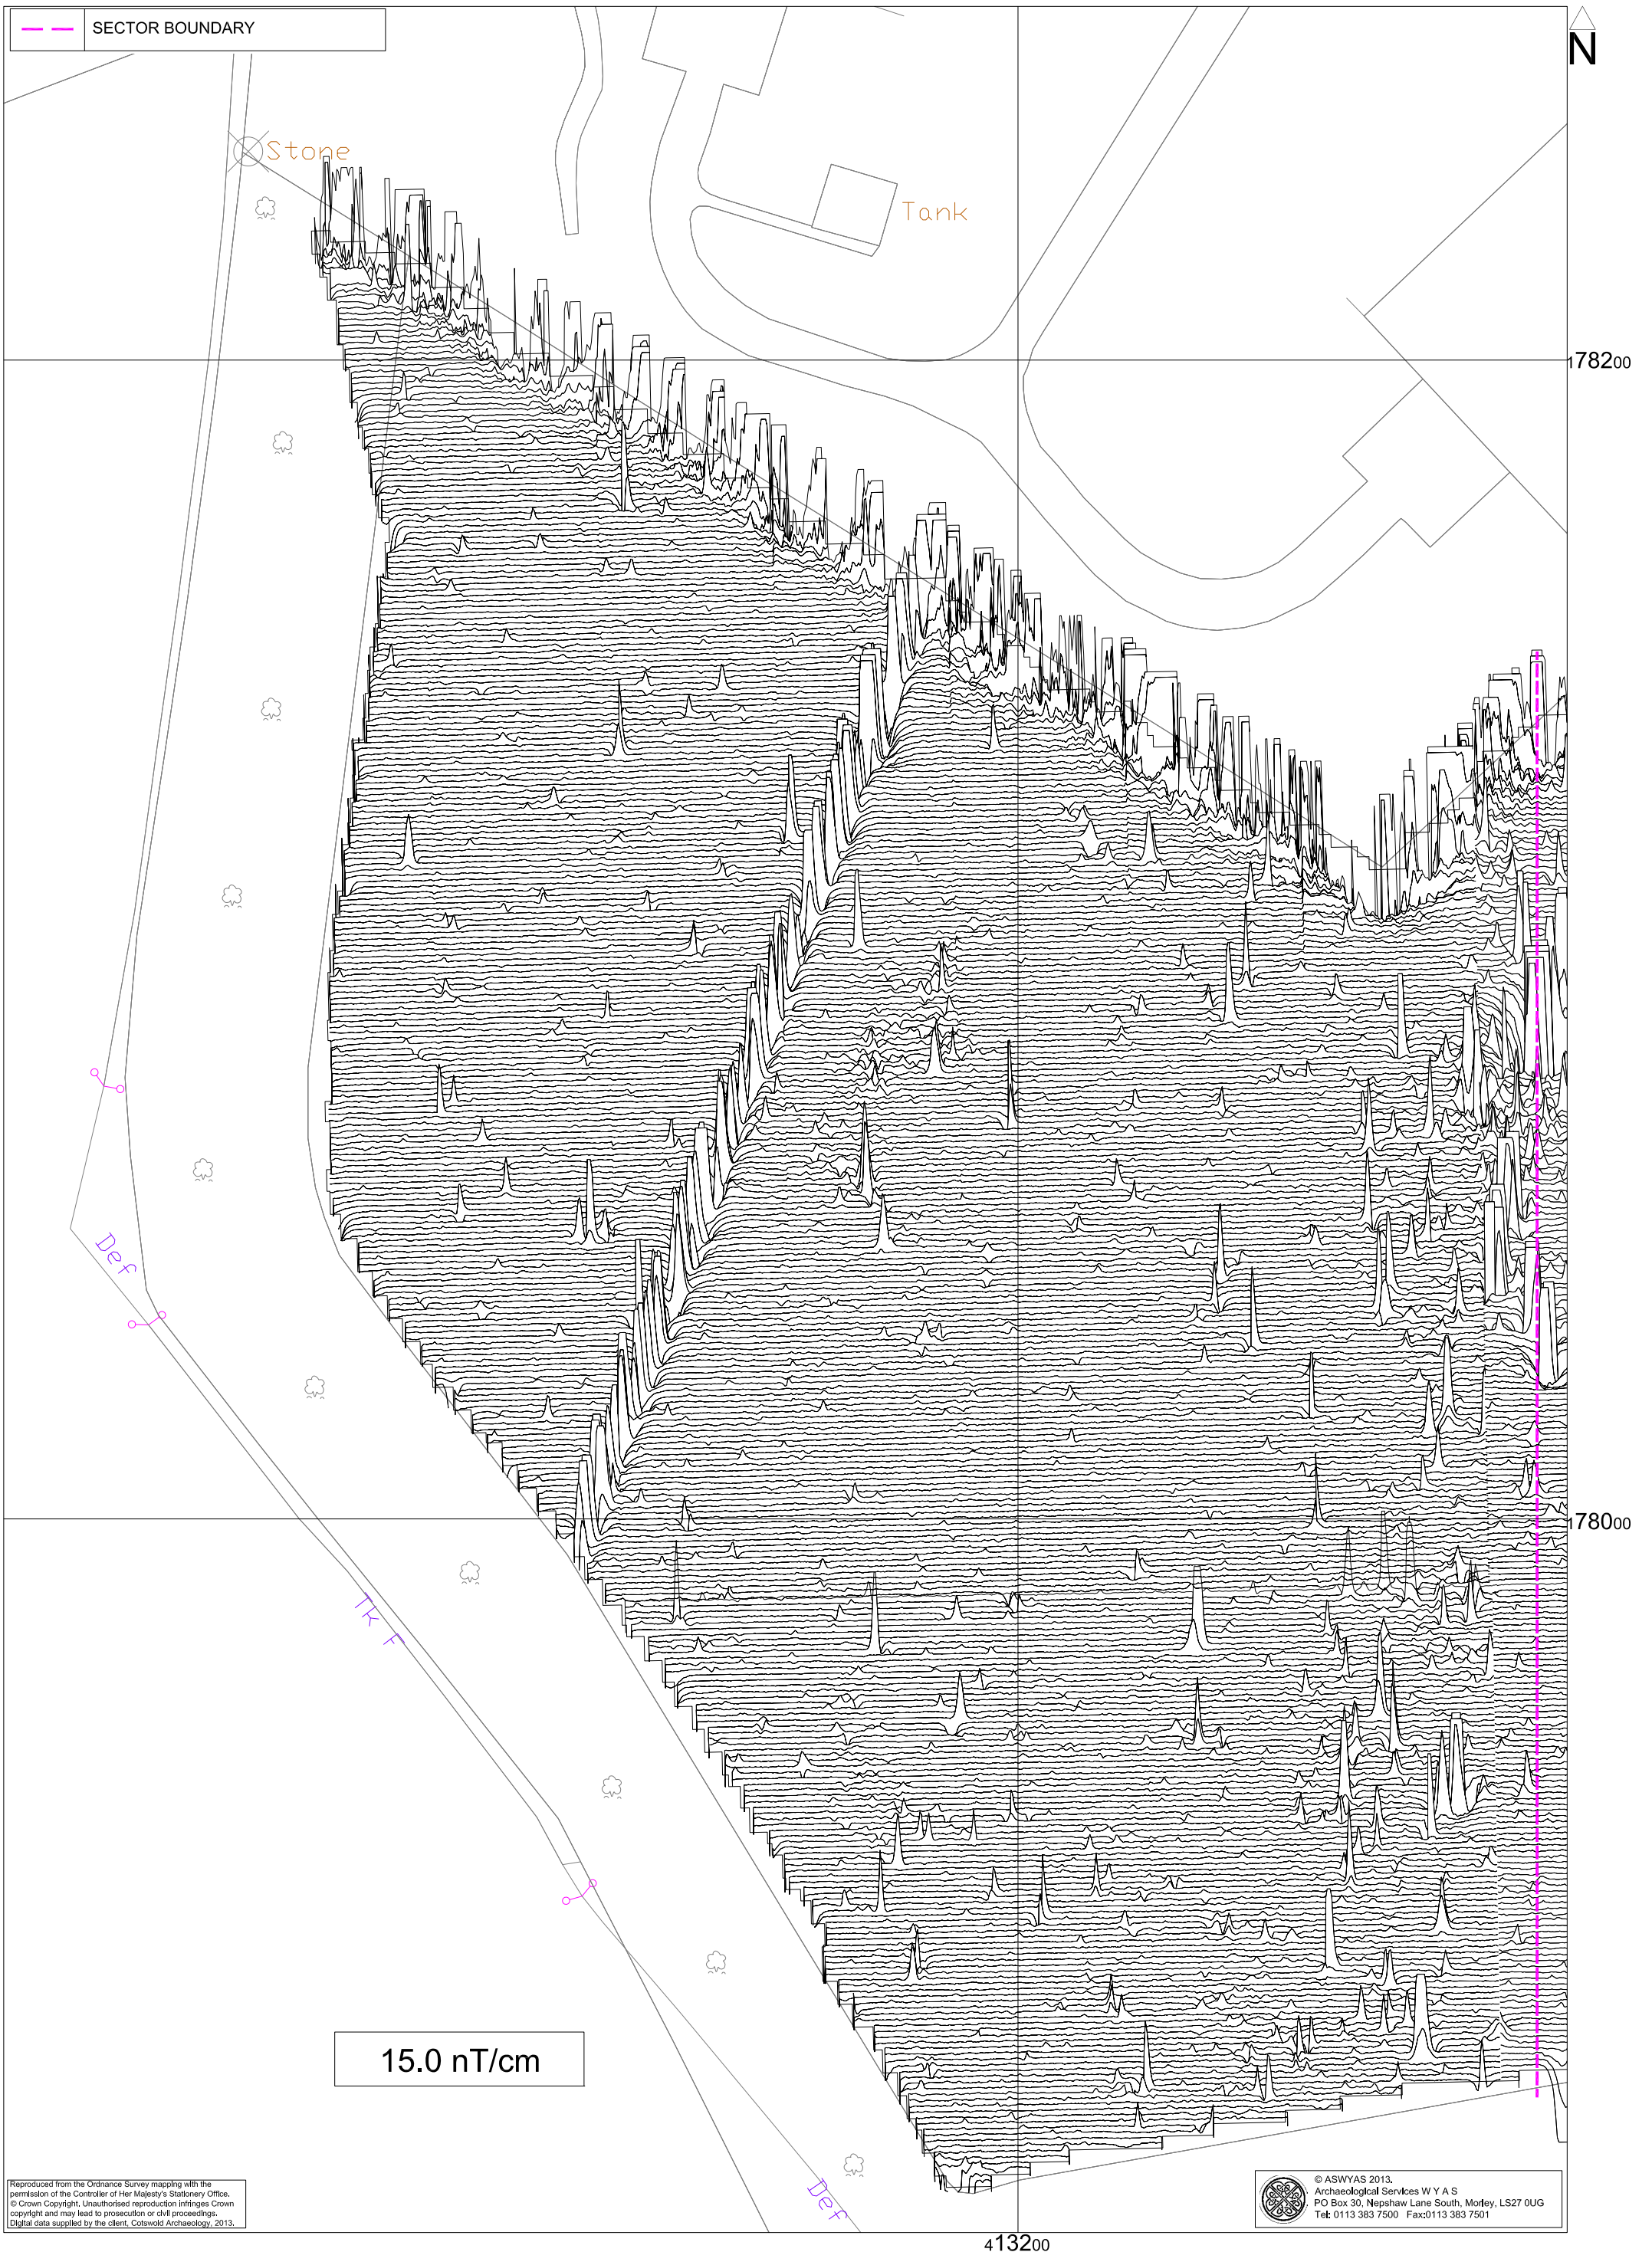 SECTOR BOUNDARY
N
Stone
Tank
178200
Def
178000
Tk F
15.0 nT/cm
Def
Reproduced from the Ordnance Survey mapping with the
permission of the Controller of Her Majesty's Stationery Office.
© Crown Copyright. Unauthorised reproduction infringes Crown
copyright and may lead to prosecution or civil proceedings.
Digital data supplied by the client, Cotswold Archaeology, 2013.
© ASWYAS 2013.
Archaeological Services W Y A S
PO Box 30, Nepshaw Lane South, Morley, LS27 0UG
Tel: 0113 383 7500 Fax:0113 383 7501
413200